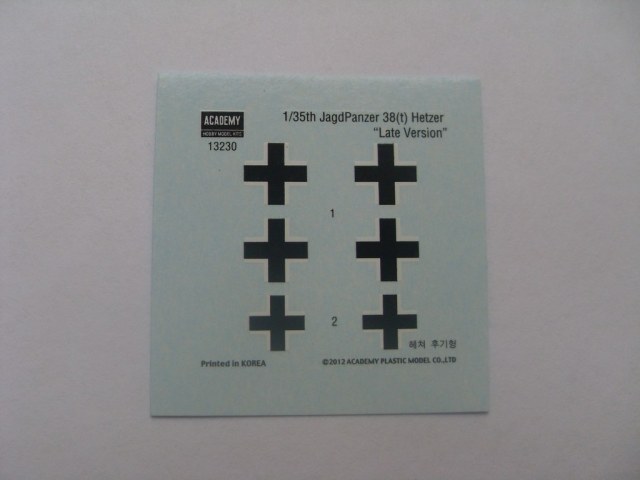 ACADEMY
HOBBY MODEL KITS
13230
1/35th JagdPanzer 38(t) Hetzer
"Late Version"
1
2
헤처 후기형
Printed in KOREA
©2012 ACADEMY PLASTIC MODEL CO.,LTD